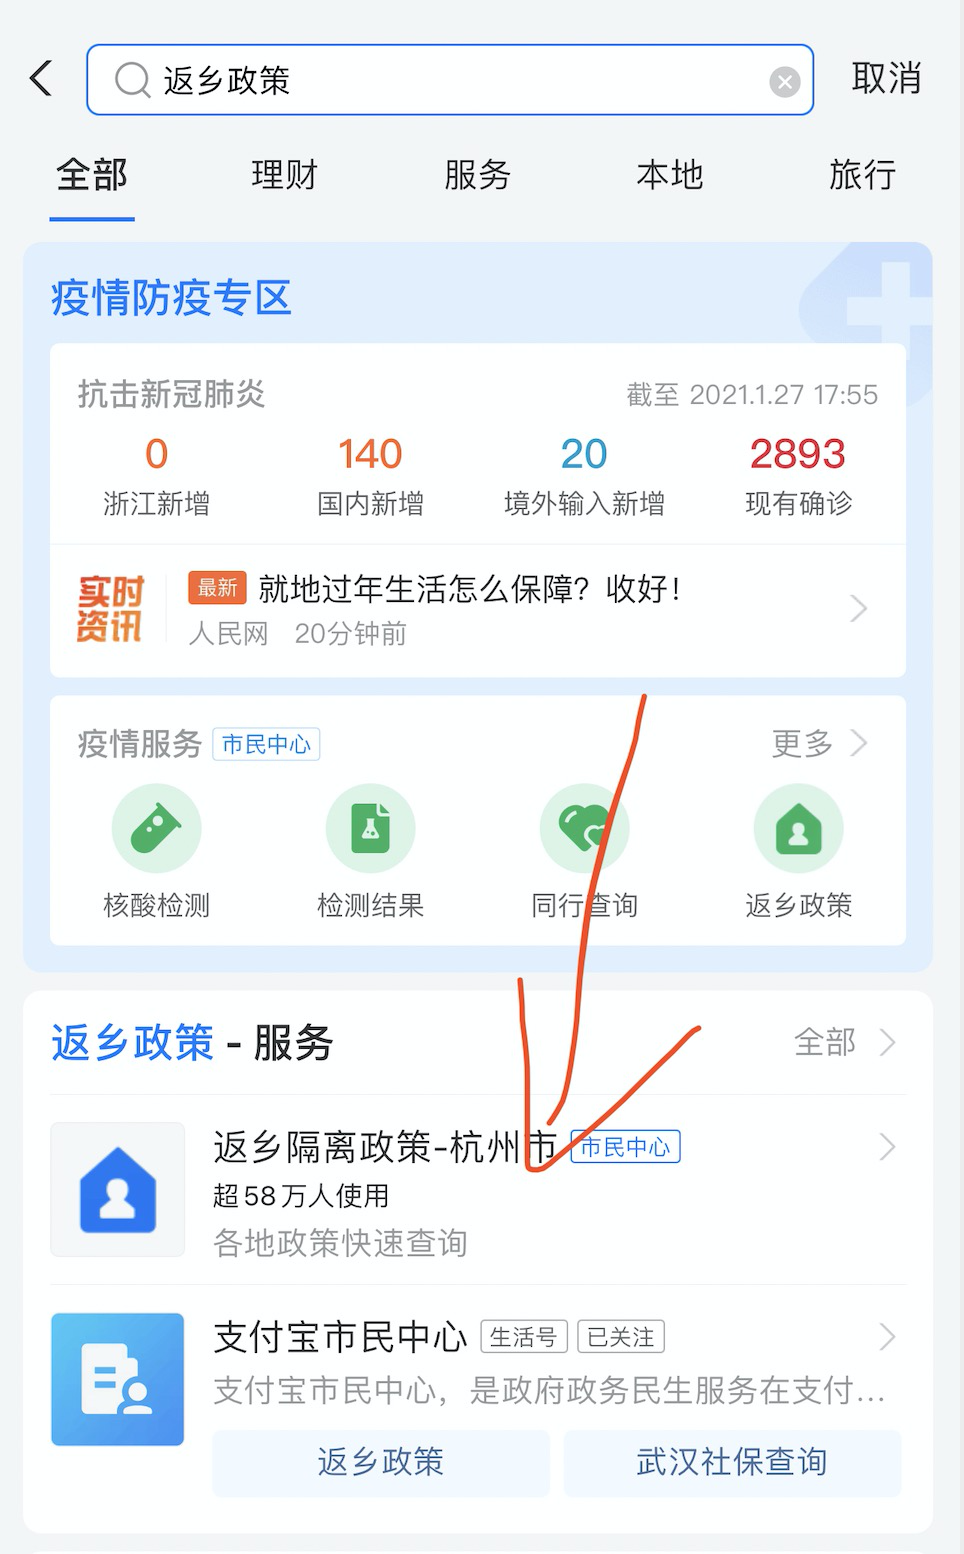 返乡政策
取消
全部 理财 服务 本地 旅行
疫情防疫专区
抗击新冠肺炎 截至 2021.1.27 17:55
0 140 20 2893
浙江新增 国内新增 境外输入新增 现有确诊
实时资讯
最新 就地过年生活怎么保障？收好！
人民网 20分钟前
疫情服务 市民中心 更多
核酸检测 检测结果 同行查询 返乡政策
返乡政策 - 服务 全部
返乡隔离政策-杭州市 市民中心
超58万人使用
各地政策快速查询
支付宝市民中心 生活号 已关注
支付宝市民中心，是政府政务民生服务在支付...
返乡政策 武汉社保查询